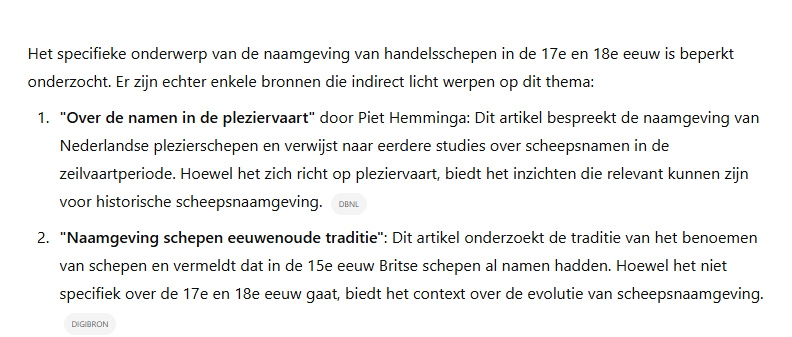 Het specifieke onderwerp van de naamgeving van handelsschepen in de 17e en 18e eeuw is beperkt
onderzocht. Er zijn echter enkele bronnen die indirect licht werpen op dit thema:
1. "Over de namen in de pleziervaart" door Piet Hemminga: Dit artikel bespreekt de naamgeving van
Nederlandse plezierschepen en verwijst naar eerdere studies over scheepsnamen in de
zeilvaartperiode. Hoewel het zich richt op pleziervaart, biedt het inzichten die relevant kunnen zijn
voor historische scheepsnaamgeving. DBNL
2. "Naamgeving schepen eeuwenoude traditie": Dit artikel onderzoekt de traditie van het benoemen
van schepen en vermeldt dat in de 15e eeuw Britse schepen al namen hadden. Hoewel het niet
specifiek over de 17e en 18e eeuw gaat, biedt het context over de evolutie van scheepsnaamgeving.
DIGIBRON